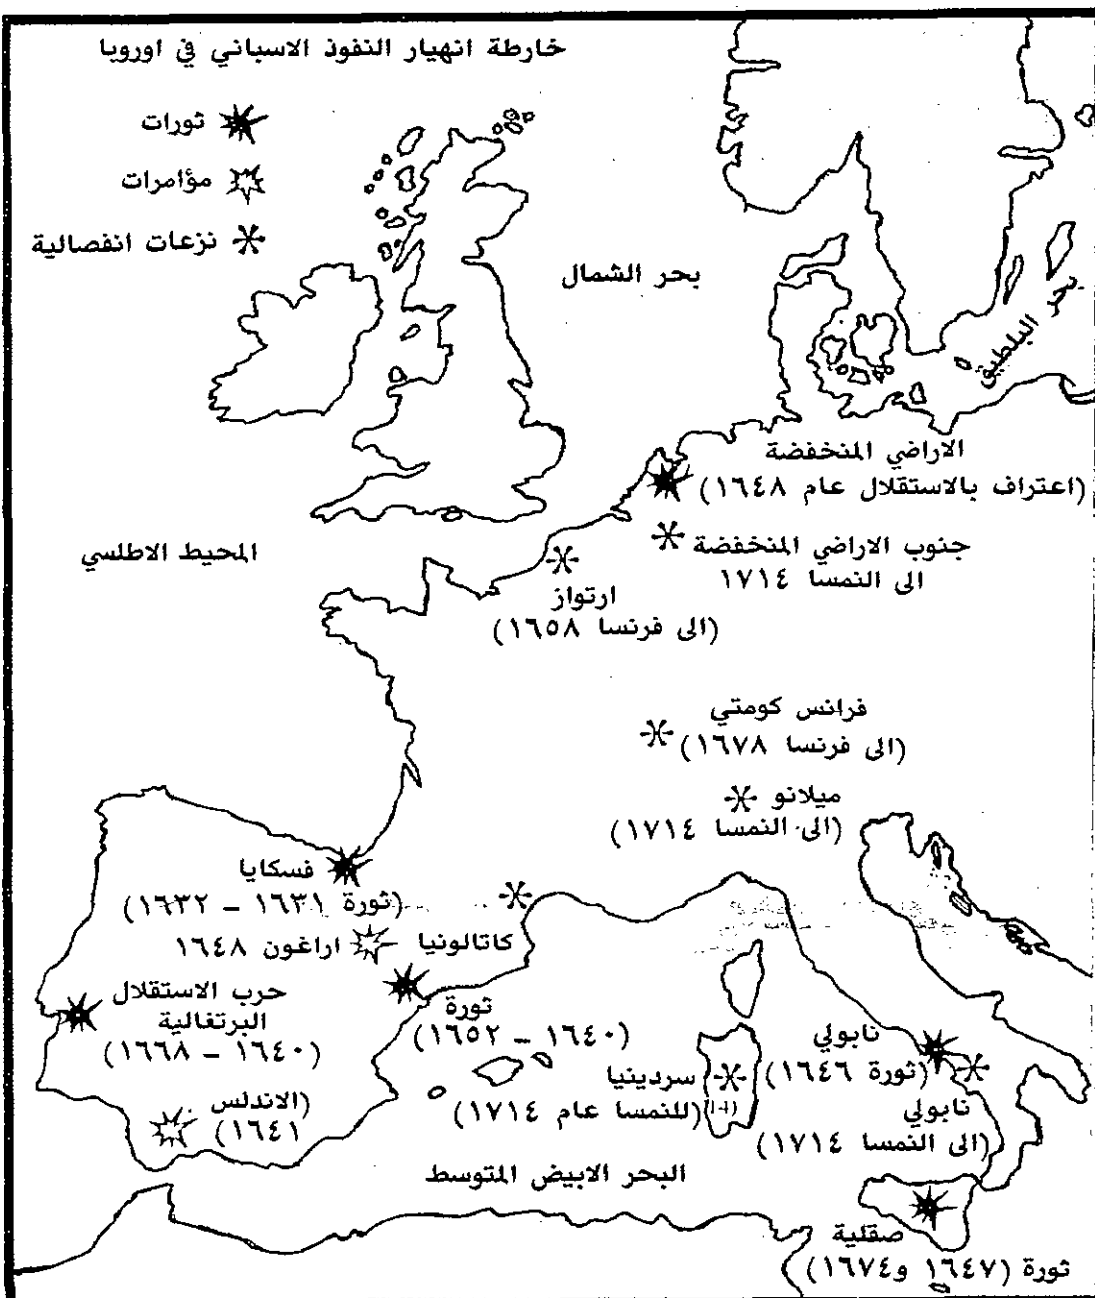 خارطة انهيار النفوذ الاسباني في اوروبا
ثورات
مؤامرات
نزعات انفصالية
بحر الشمال
بحر البلطيق
الاراضي المنخفضة
(اعتراف بالاستقلال عام ١٦٤٨)
جنوب الاراضي المنخفضة
الى النمسا ١٧١٤
المحيط الاطلسي
ارتواز
(الى فرنسا ١٦٥٨)
فرانس كومتي
(الى فرنسا ١٦٧٨)
ميلانو
(الى النمسا ١٧١٤)
فسكايا
(ثورة ١٦٣١ – ١٦٣٢)
كاتالونيا
اراغون ١٦٤٨
ثورة
(١٦٤٠ – ١٦٥٢)
حرب الاستقلال
البرتغالية
(١٦٤٠ – ١٦٦٨)
(الاندلس
١٦٤١)
سردينيا
(للنمسا عام ١٧١٤)
نابولي
(ثورة ١٦٤٦)
نابولي
(الى النمسا ١٧١٤)
البحر الابيض المتوسط
صقلية
ثورة (١٦٤٧ و١٦٧٤)